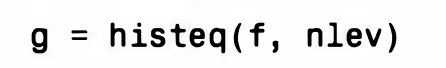 g = histeq(f, nlev)